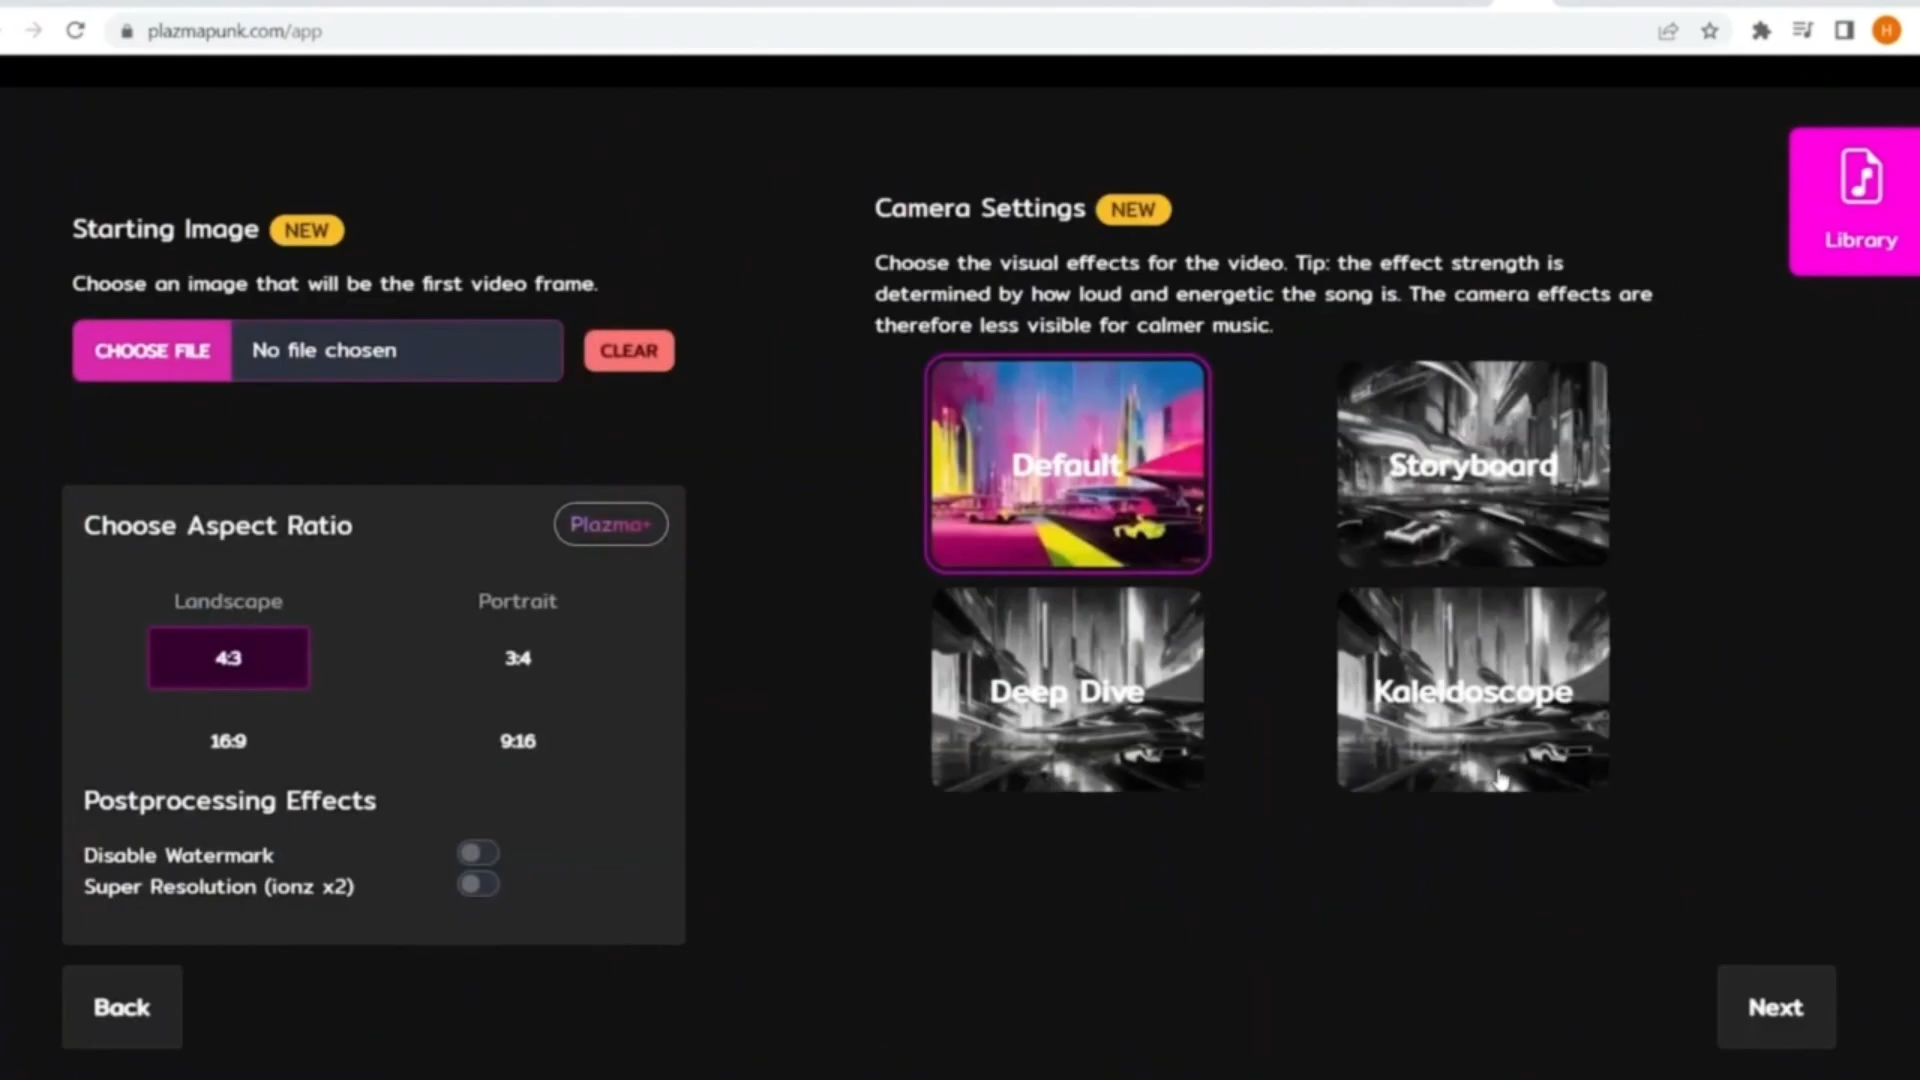 plazmapunk.com/app
H
Library
Starting Image NEW
Choose an image that will be the first video frame.
CHOOSE FILE No file chosen CLEAR
Camera Settings NEW
Choose the visual effects for the video. Tip: the effect strength is
determined by how loud and energetic the song is. The camera effects are
therefore less visible for calmer music.
Default
Storyboard
Deep Dive
Kaleidoscope
Choose Aspect Ratio Plazma+
Landscape Portrait
4:3 3:4
16:9 9:16
Postprocessing Effects
Disable Watermark
Super Resolution (ionz x2)
Back
Next